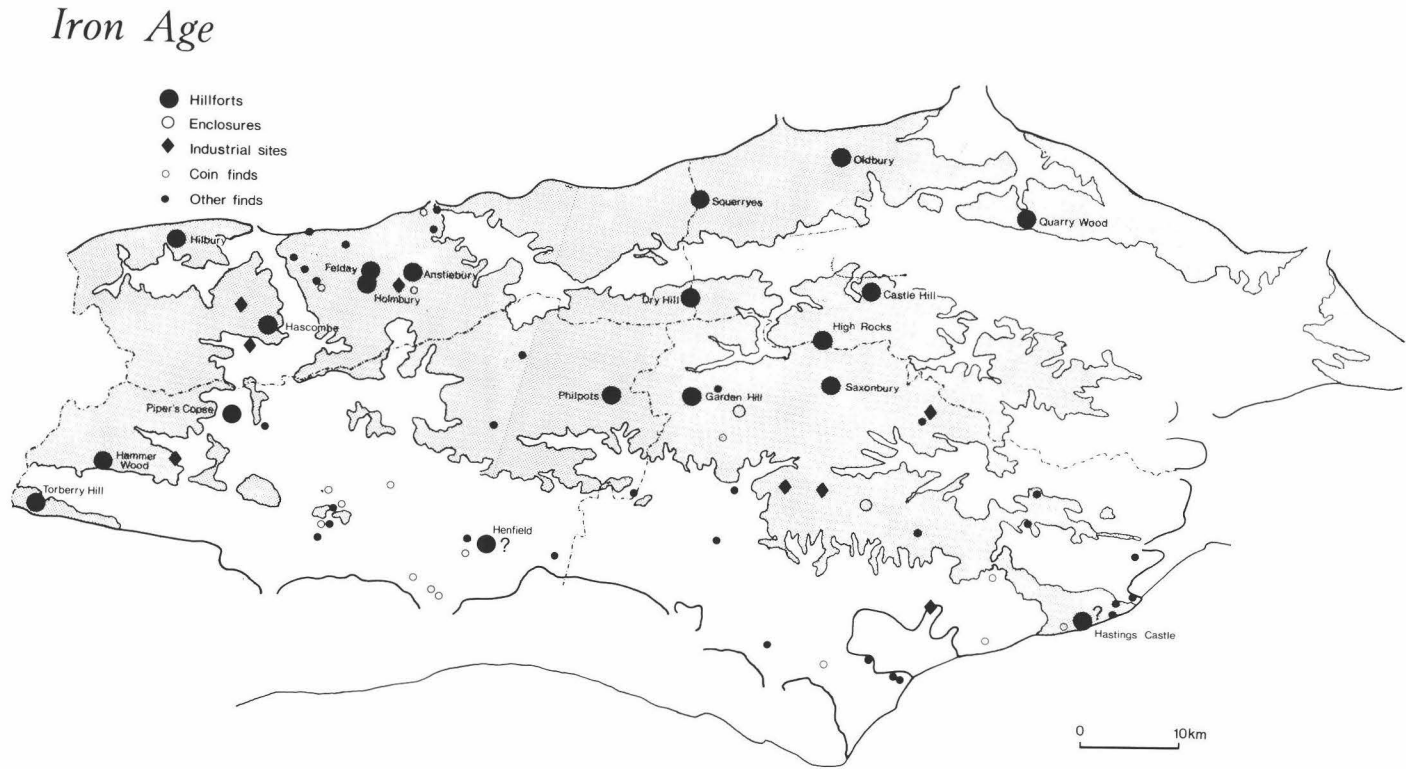 Iron Age
Hillforts
Enclosures
Industrial sites
Coin finds
Other finds
Oldbury
Squerryes
Quarry Wood
Hilbury
Felday
Anstiebury
Holmbury
Dry Hill
Castle Hill
Hascombe
High Rocks
Saxonbury
Philpots
Garden Hill
Piper's Copse
Hammer
Wood
Torberry Hill
Henfield
?
?
Hastings Castle
0 10km